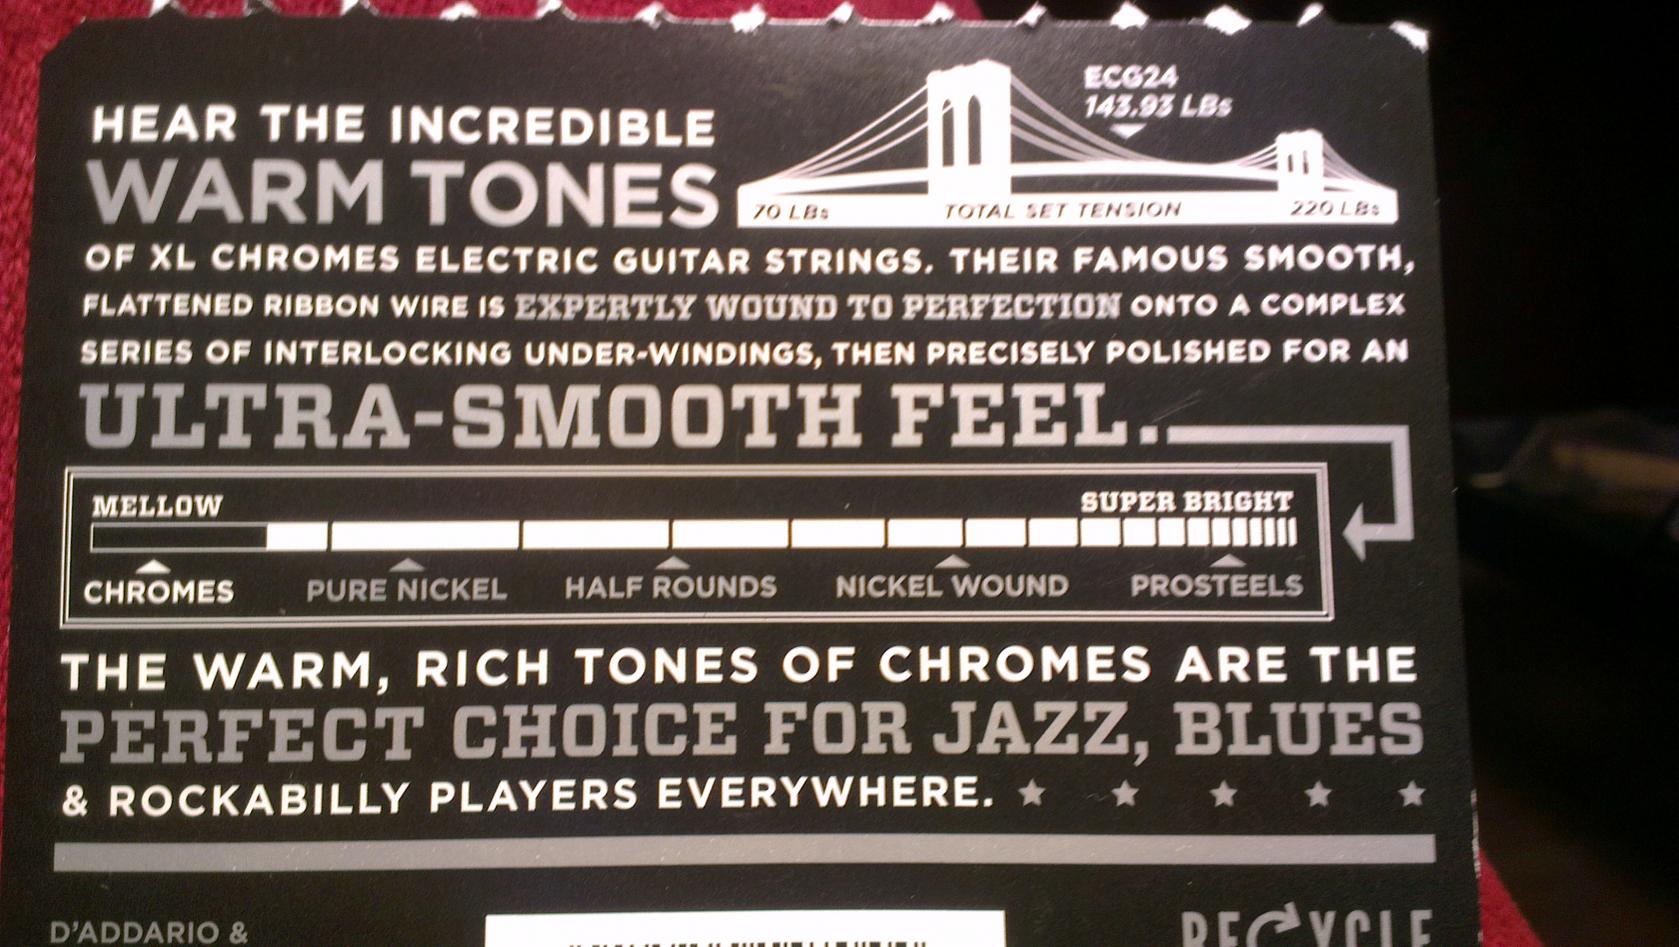 HEAR THE INCREDIBLE
WARM TONES
ECG24
143.93 LBs
70 LBs TOTAL SET TENSION 220 LBs
OF XL CHROMES ELECTRIC GUITAR STRINGS. THEIR FAMOUS SMOOTH,
FLATTENED RIBBON WIRE IS EXPERTLY WOUND TO PERFECTION ONTO A COMPLEX
SERIES OF INTERLOCKING UNDER-WINDINGS, THEN PRECISELY POLISHED FOR AN
ULTRA-SMOOTH FEEL.
MELLOW SUPER BRIGHT
CHROMES PURE NICKEL HALF ROUNDS NICKEL WOUND PROSTEELS
THE WARM, RICH TONES OF CHROMES ARE THE
PERFECT CHOICE FOR JAZZ, BLUES
& ROCKABILLY PLAYERS EVERYWHERE.
D'ADDARIO &
RECYCLE